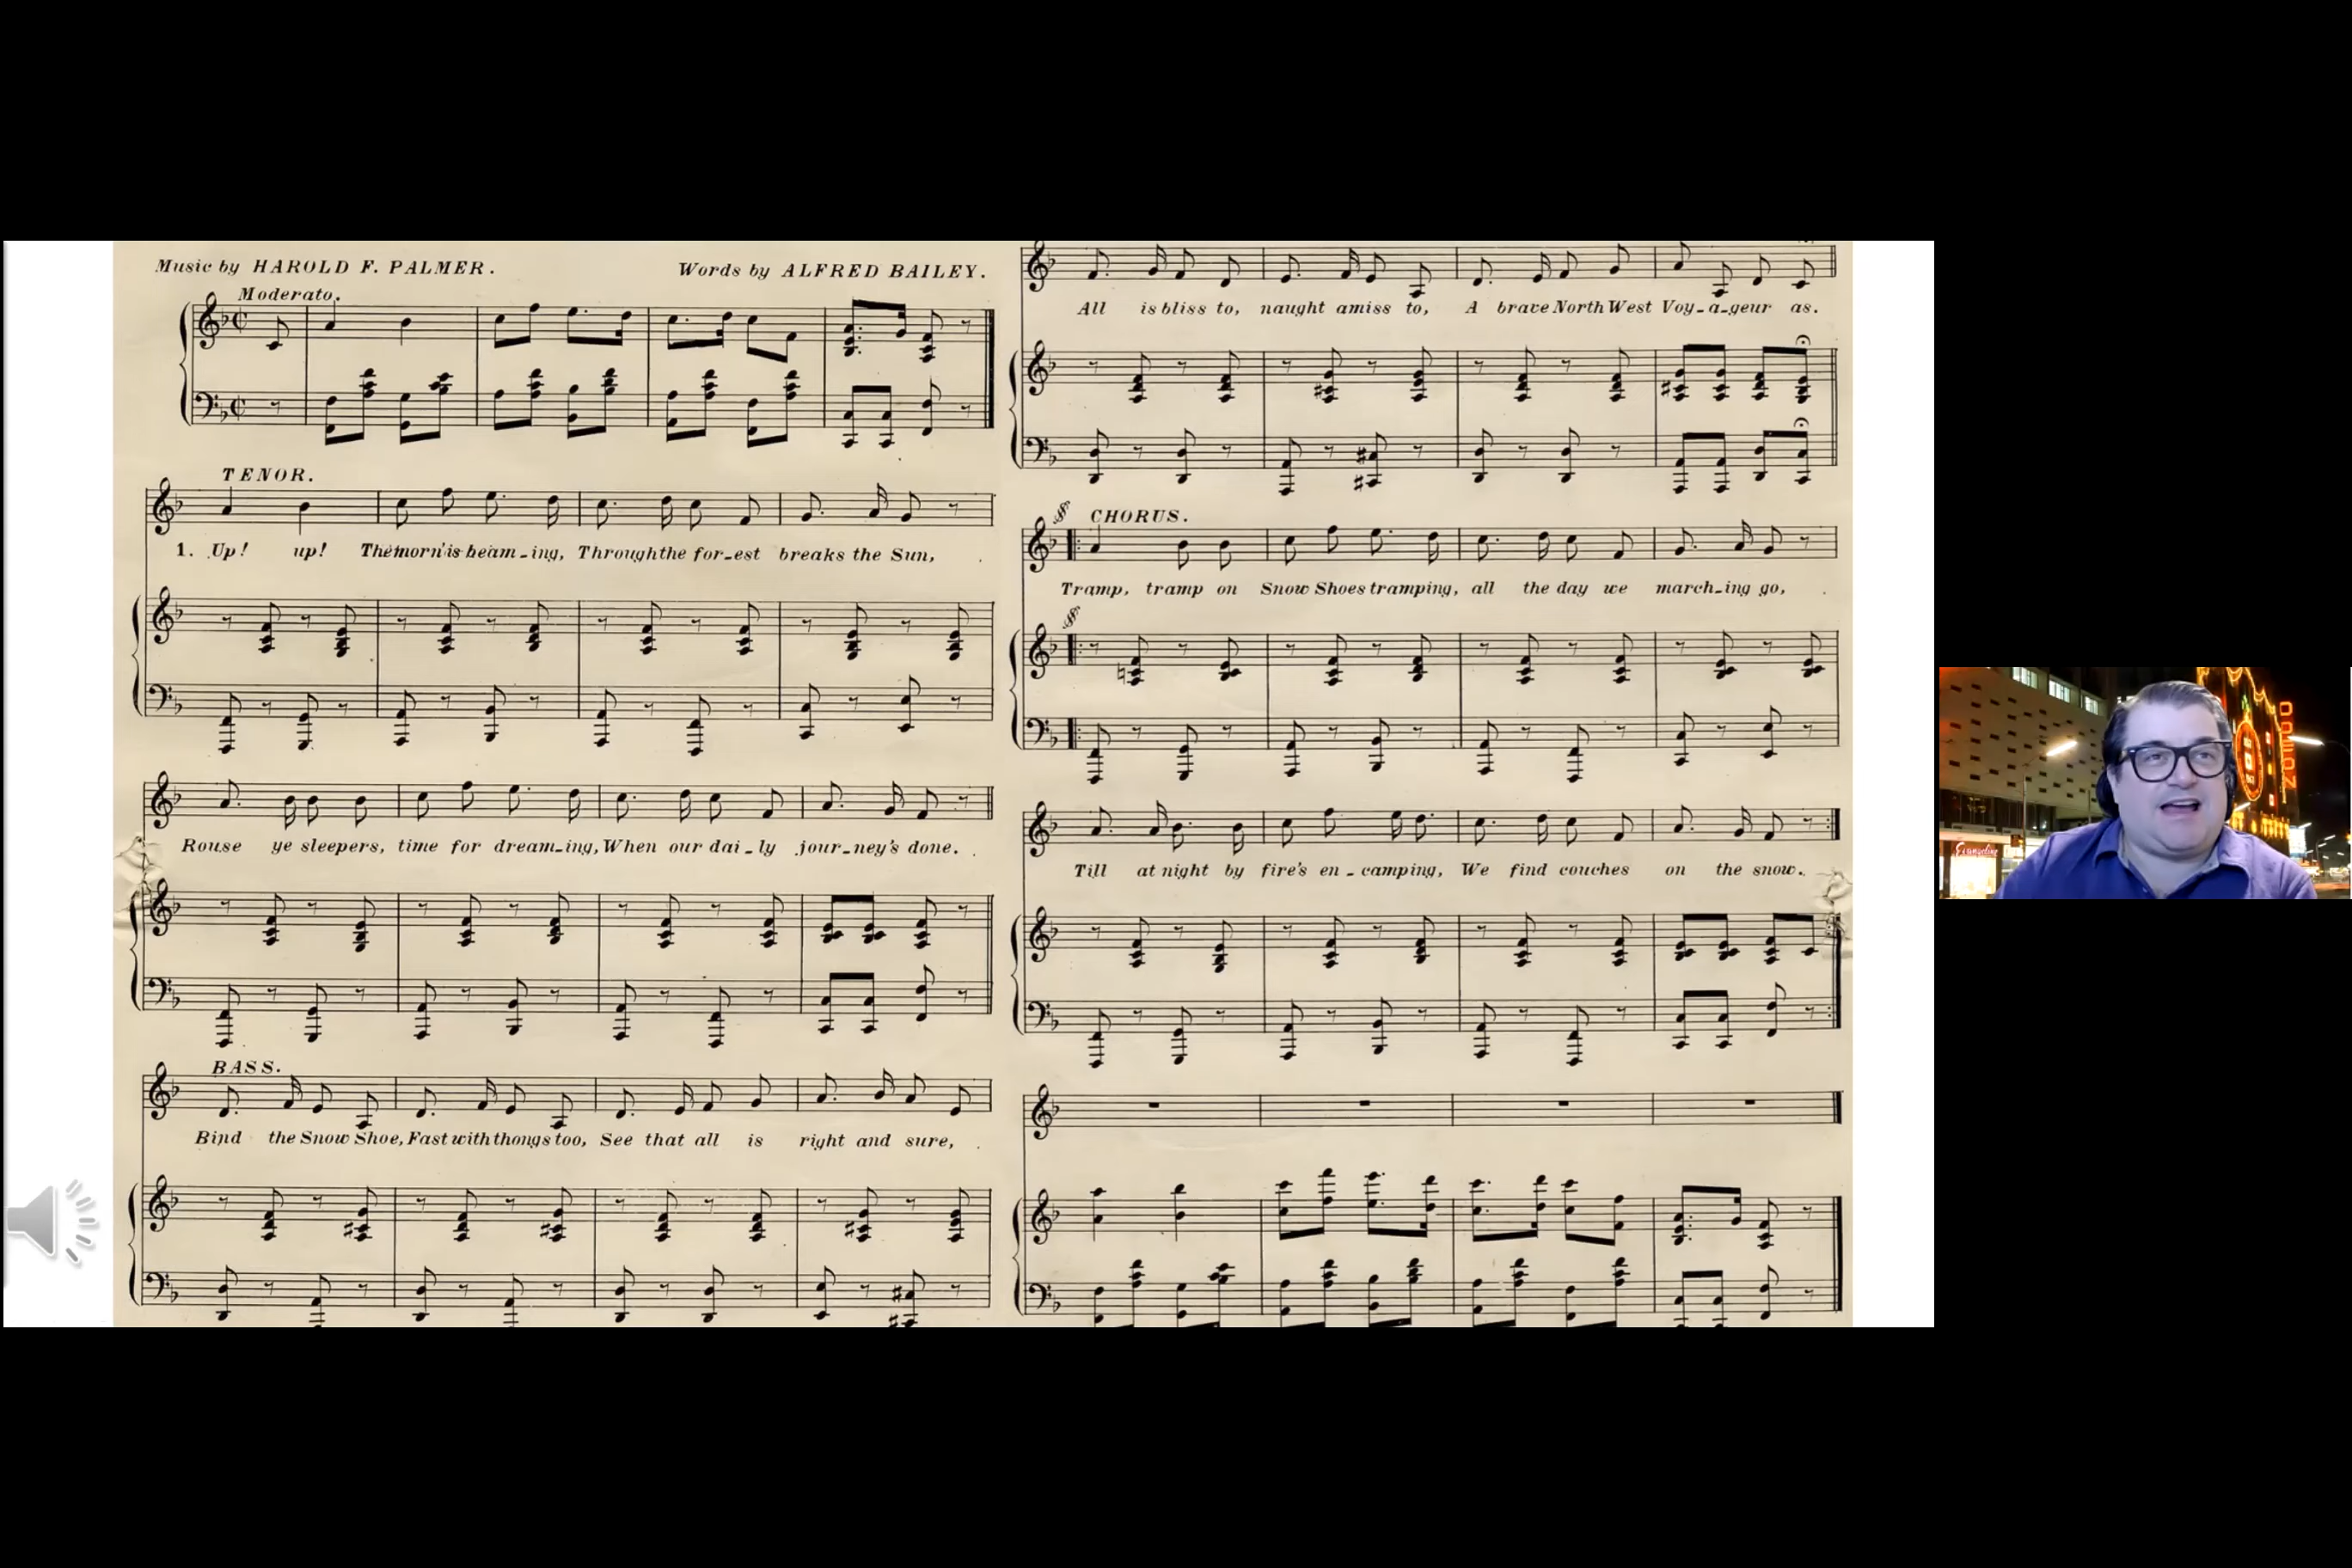 Music by HAROLD F. PALMER.
Words by ALFRED BAILEY.
Moderato.
TENOR.
1. Up! up! The morn' is beam-ing, Through the for-est breaks the Sun,
Rouse ye sleepers, time for dream-ing, When our dai-ly jour-ney's done.
BASS.
Bind the Snow Shoe, Fast with thongs too, See that all is right and sure,
All is bliss to, naught amiss to, A brave North West Voy-a-geur as.
CHORUS.
Tramp, tramp on Snow Shoes tramping, all the day we march-ing go,
Till at night by fire's en-camping, We find couches on the snow.
Evangeline
ODEON